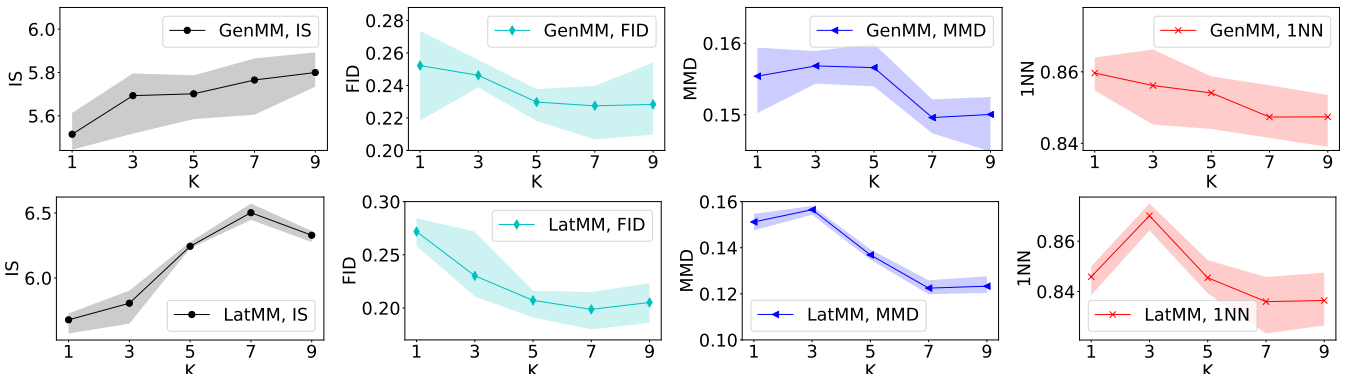 6.0
5.8
5.6
IS
GenMM, IS
1 3 5 7 9
K
0.28
0.26
0.24
0.22
0.20
FID
GenMM, FID
1 3 5 7 9
K
0.16
0.15
MMD
GenMM, MMD
1 3 5 7 9
K
0.86
0.84
1NN
GenMM, 1NN
1 3 5 7 9
K
6.5
6.0
IS
LatMM, IS
1 3 5 7 9
K
0.30
0.25
0.20
FID
LatMM, FID
1 3 5 7 9
K
0.16
0.14
0.12
0.10
MMD
LatMM, MMD
1 3 5 7 9
K
0.86
0.84
1NN
LatMM, 1NN
1 3 5 7 9
K